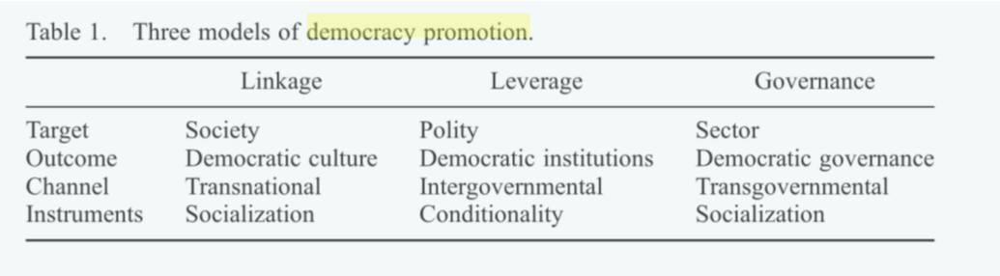 Table 1. Three models of democracy promotion.
Linkage Leverage Governance
Target Society Polity Sector
Outcome Democratic culture Democratic institutions Democratic governance
Channel Transnational Intergovernmental Transgovernmental
Instruments Socialization Conditionality Socialization